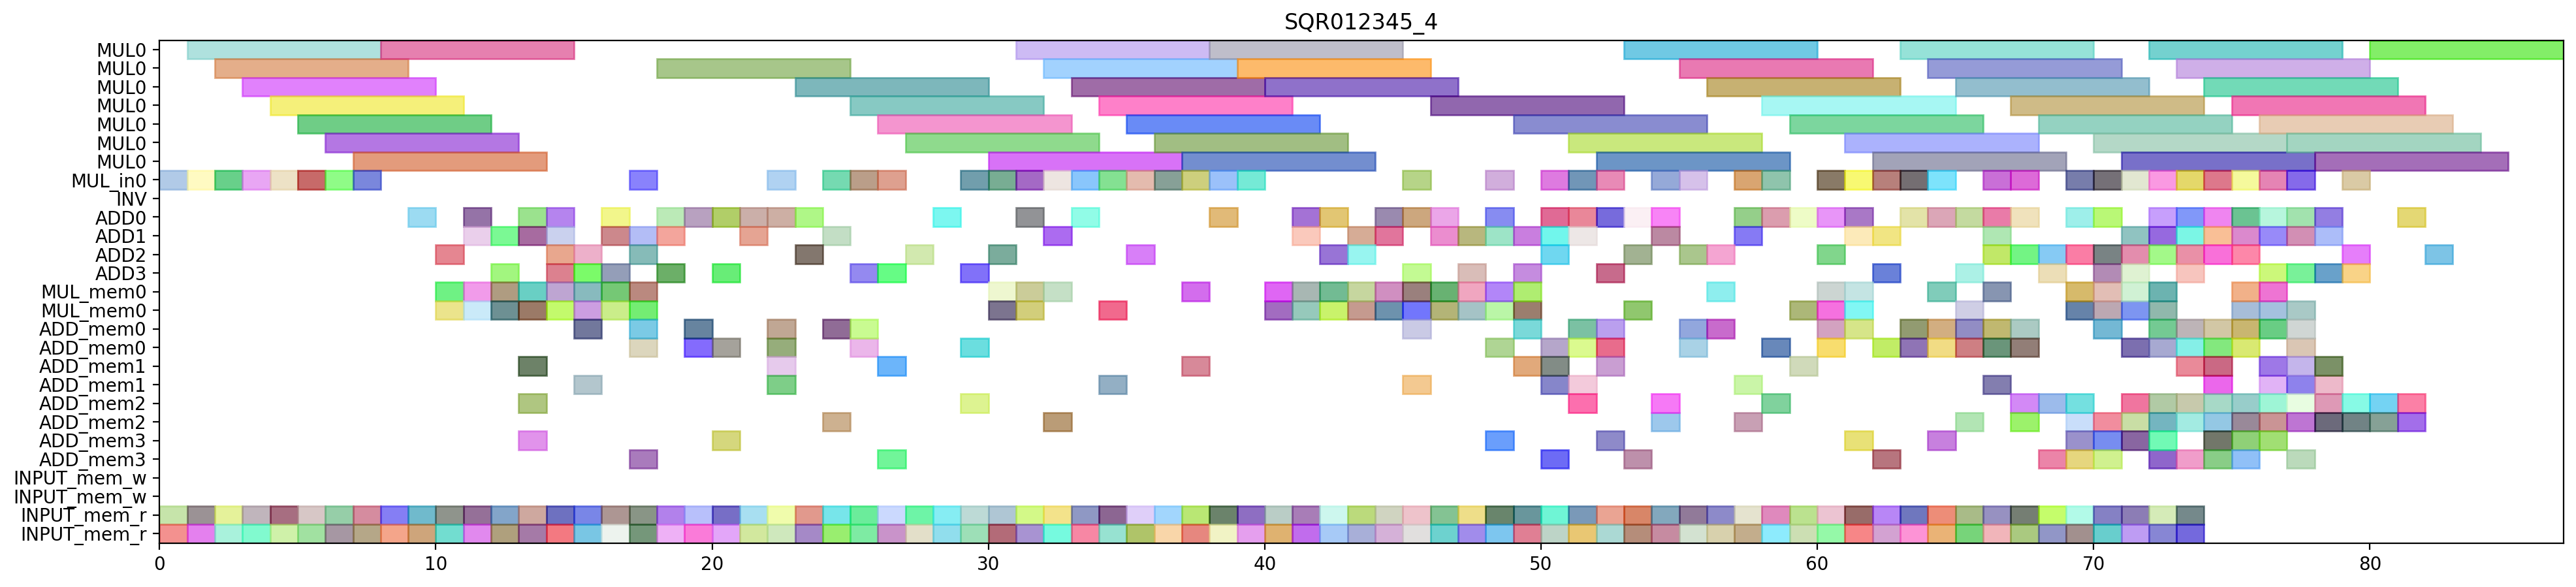 SQR012345_4
MUL0
MUL0
MUL0
MUL0
MUL0
MUL0
MUL0
MUL_in0
INV
ADD0
ADD1
ADD2
ADD3
MUL_mem0
MUL_mem0
ADD_mem0
ADD_mem0
ADD_mem1
ADD_mem1
ADD_mem2
ADD_mem2
ADD_mem3
ADD_mem3
INPUT_mem_w
INPUT_mem_w
INPUT_mem_r
INPUT_mem_r
0 10 20 30 40 50 60 70 80